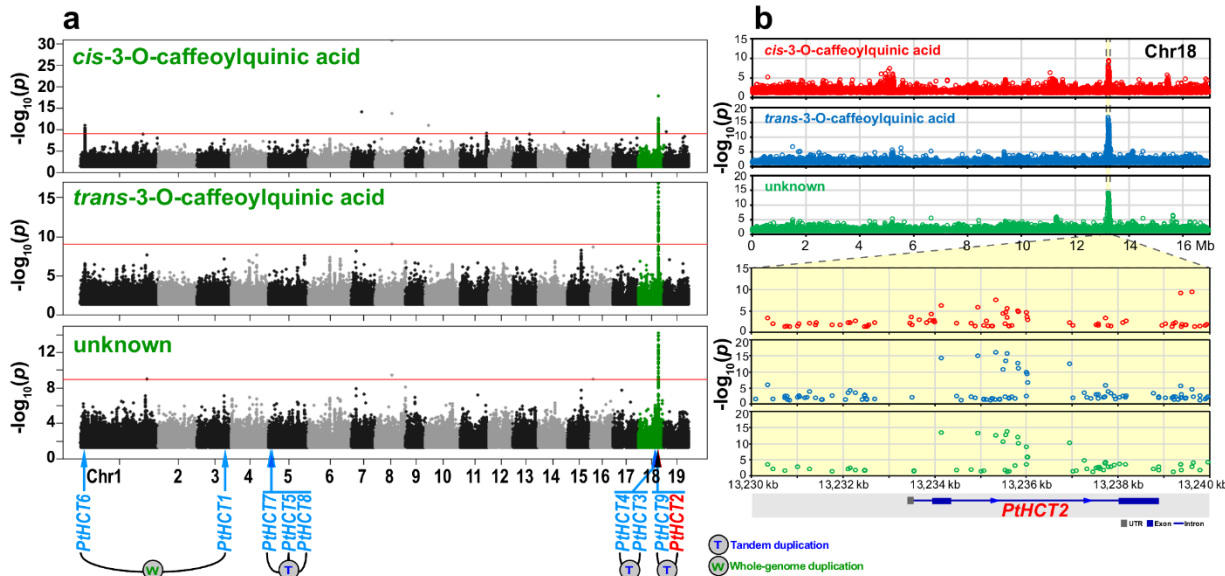 a
cis-3-O-caffeoylquinic acid
-log10(p)
30
25
20
15
10
5
0
trans-3-O-caffeoylquinic acid
-log10(p)
15
10
5
0
unknown
-log10(p)
12
8
4
0
Chr1 2 3 4 5 6 7 8 9 10 11 12 13 14 15 16 17 18 19
PtHCT6
PtHCT1
PtHCT7
PtHCT5
PtHCT8
PtHCT4
PtHCT3
PtHCT9
PtHCT2
W
T
T
T
T Tandem duplication
W Whole-genome duplication
b
cis-3-O-caffeoylquinic acid
Chr18
15
10
5
0
trans-3-O-caffeoylquinic acid
-log10(p)
20
15
10
5
0
unknown
20
15
10
5
0
0 2 4 6 8 10 12 14 16 Mb
15
10
5
0
-log10(p)
20
15
10
5
0
20
15
10
5
0
13,230 kb 13,232 kb 13,234 kb 13,236 kb 13,238 kb 13,240 kb
PtHCT2
UTR Exon Intron